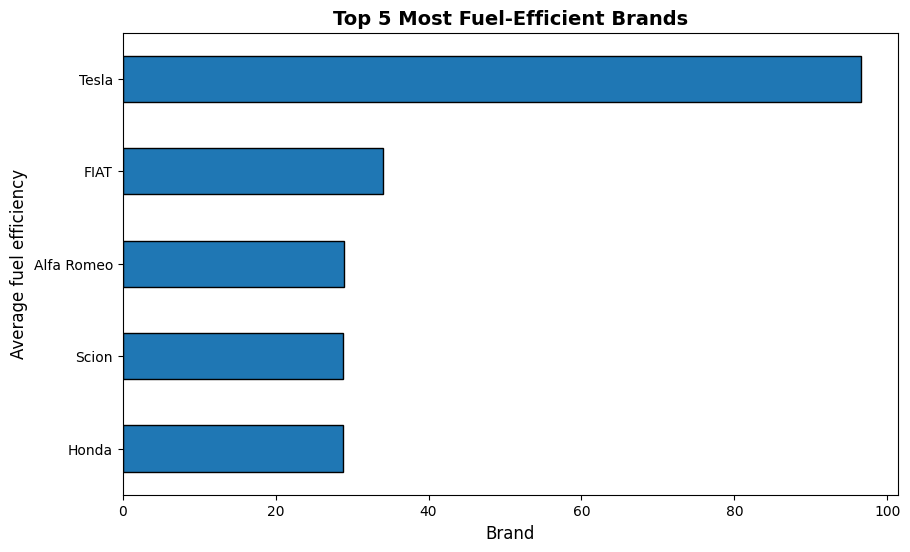 Top 5 Most Fuel-Efficient Brands
Average fuel efficiency
Tesla
FIAT
Alfa Romeo
Scion
Honda
0 20 40 60 80 100
Brand